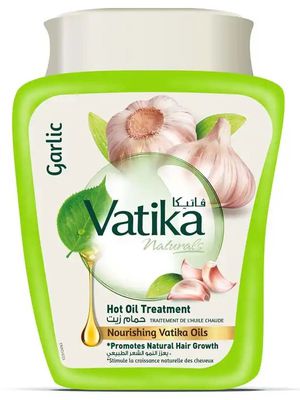 Garlic
فاتيكا
Vatika
Naturals
Hot Oil Treatment
حمام زيت
TRAITEMENT DE L'HUILE CHAUDE
Nourishing Vatika Oils
*Promotes Natural Hair Growth
يعزز النمو الشعر الطبيعي*
*Stimule la croissance naturelle des cheveux